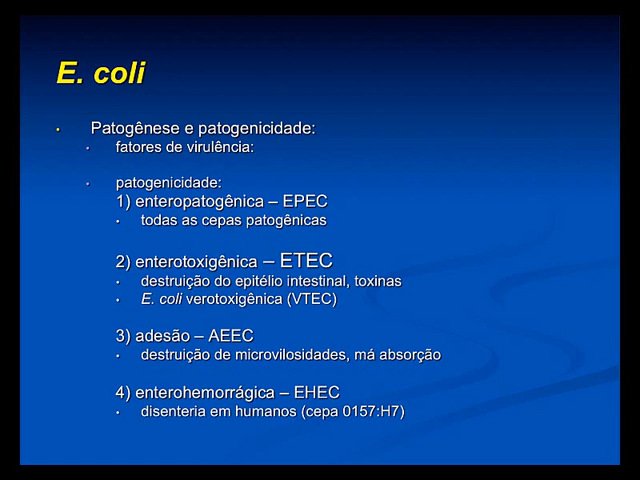 E. coli
• Patogênese e patogenicidade:
• fatores de virulência:
• patogenicidade:
1) enteropatogênica – EPEC
• todas as cepas patogênicas
2) enterotoxigênica – ETEC
• destruição do epitélio intestinal, toxinas
• E. coli verotoxigênica (VTEC)
3) adesão – AEEC
• destruição de microvilosidades, má absorção
4) enterohemorrágica – EHEC
• disenteria em humanos (cepa 0157:H7)